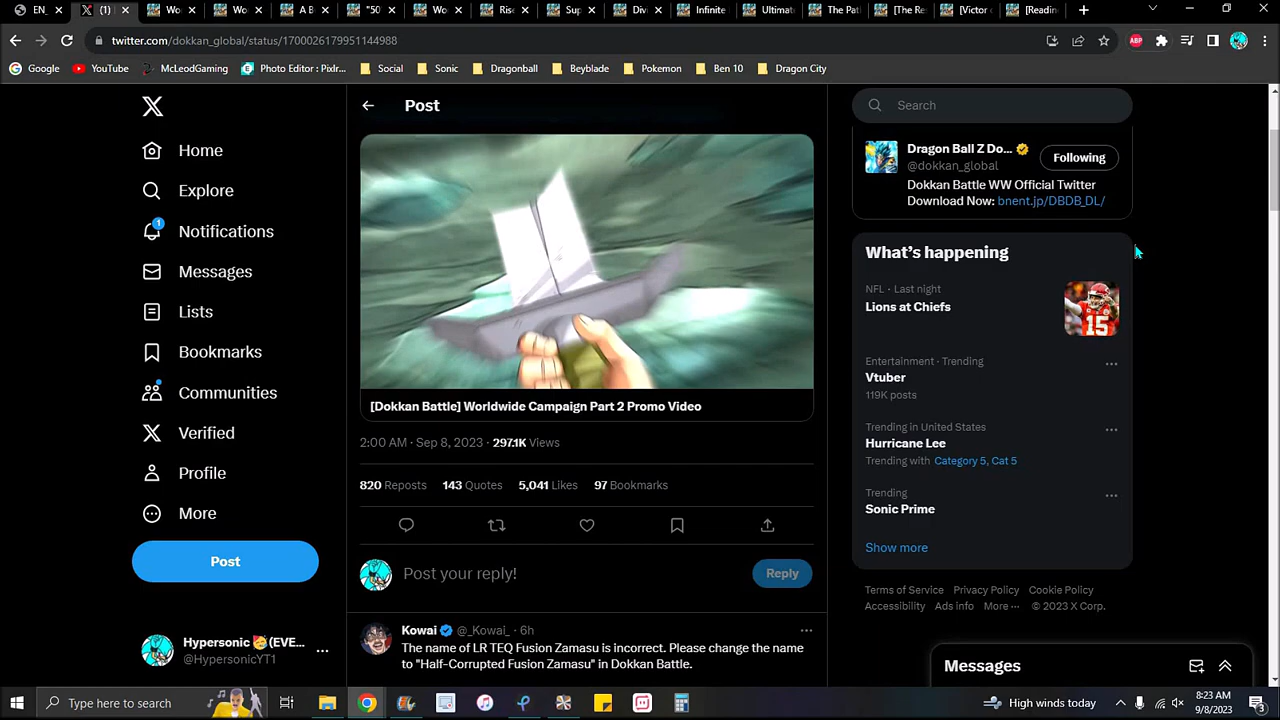 EN_
(1)
Wo
Wo
A B
"50
Wo
Rise
Sup
Div
Infinite
Ultimat
The Pat
[The Re
[Victor
[Readin
twitter.com/dokkan_global/status/1700026179951144988
ABP
Google
YouTube
McLeodGaming
Photo Editor : Pixlr...
Social
Sonic
Dragonball
Beyblade
Pokemon
Ben 10
Dragon City
Home
Explore
1
Notifications
Messages
Lists
Bookmarks
Communities
Verified
Profile
More
Post
Hypersonic 🥳(EVE...
@HypersonicYT1
Post
[Dokkan Battle] Worldwide Campaign Part 2 Promo Video
2:00 AM · Sep 8, 2023 · 297.1K Views
820 Reposts 143 Quotes 5,041 Likes 97 Bookmarks
Post your reply!
Reply
Kowai @_Kowai_ · 6h
The name of LR TEQ Fusion Zamasu is incorrect. Please change the name
to "Half-Corrupted Fusion Zamasu" in Dokkan Battle.
Search
Dragon Ball Z Do...
@dokkan_global
Following
Dokkan Battle WW Official Twitter
Download Now: bnent.jp/DBDB_DL/
What's happening
NFL · Last night
Lions at Chiefs
15
Entertainment · Trending
Vtuber
119K posts
Trending in United States
Hurricane Lee
Trending with Category 5, Cat 5
Trending
Sonic Prime
Show more
Terms of Service Privacy Policy Cookie Policy
Accessibility Ads info More ··· © 2023 X Corp.
Messages
Type here to search
High winds today
8:23 AM
9/8/2023
3